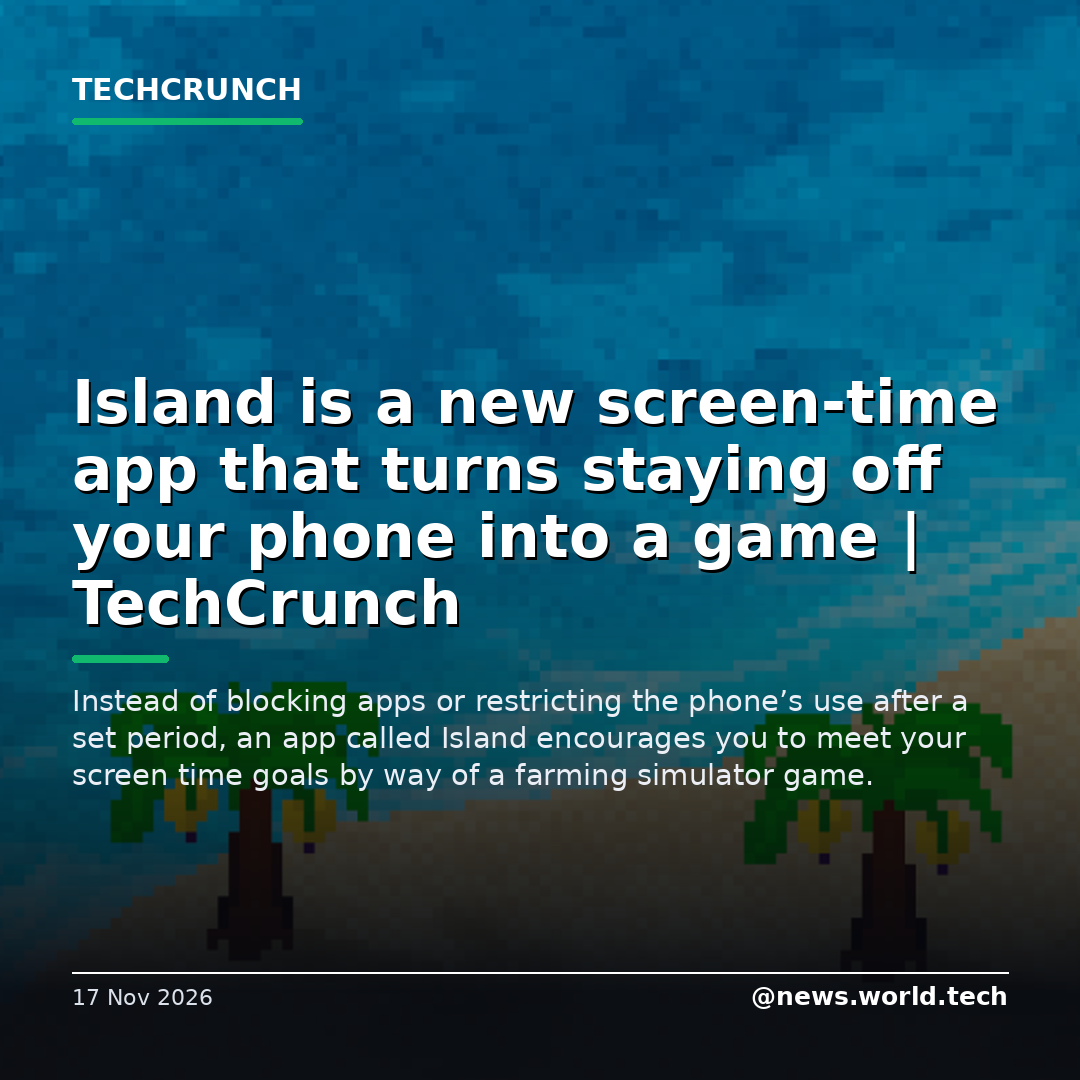 TECHCRUNCH
Island is a new screen-time
app that turns staying off
your phone into a game |
TechCrunch
Instead of blocking apps or restricting the phone’s use after a
set period, an app called Island encourages you to meet your
screen time goals by way of a farming simulator game.
17 Nov 2026
@news.world.tech